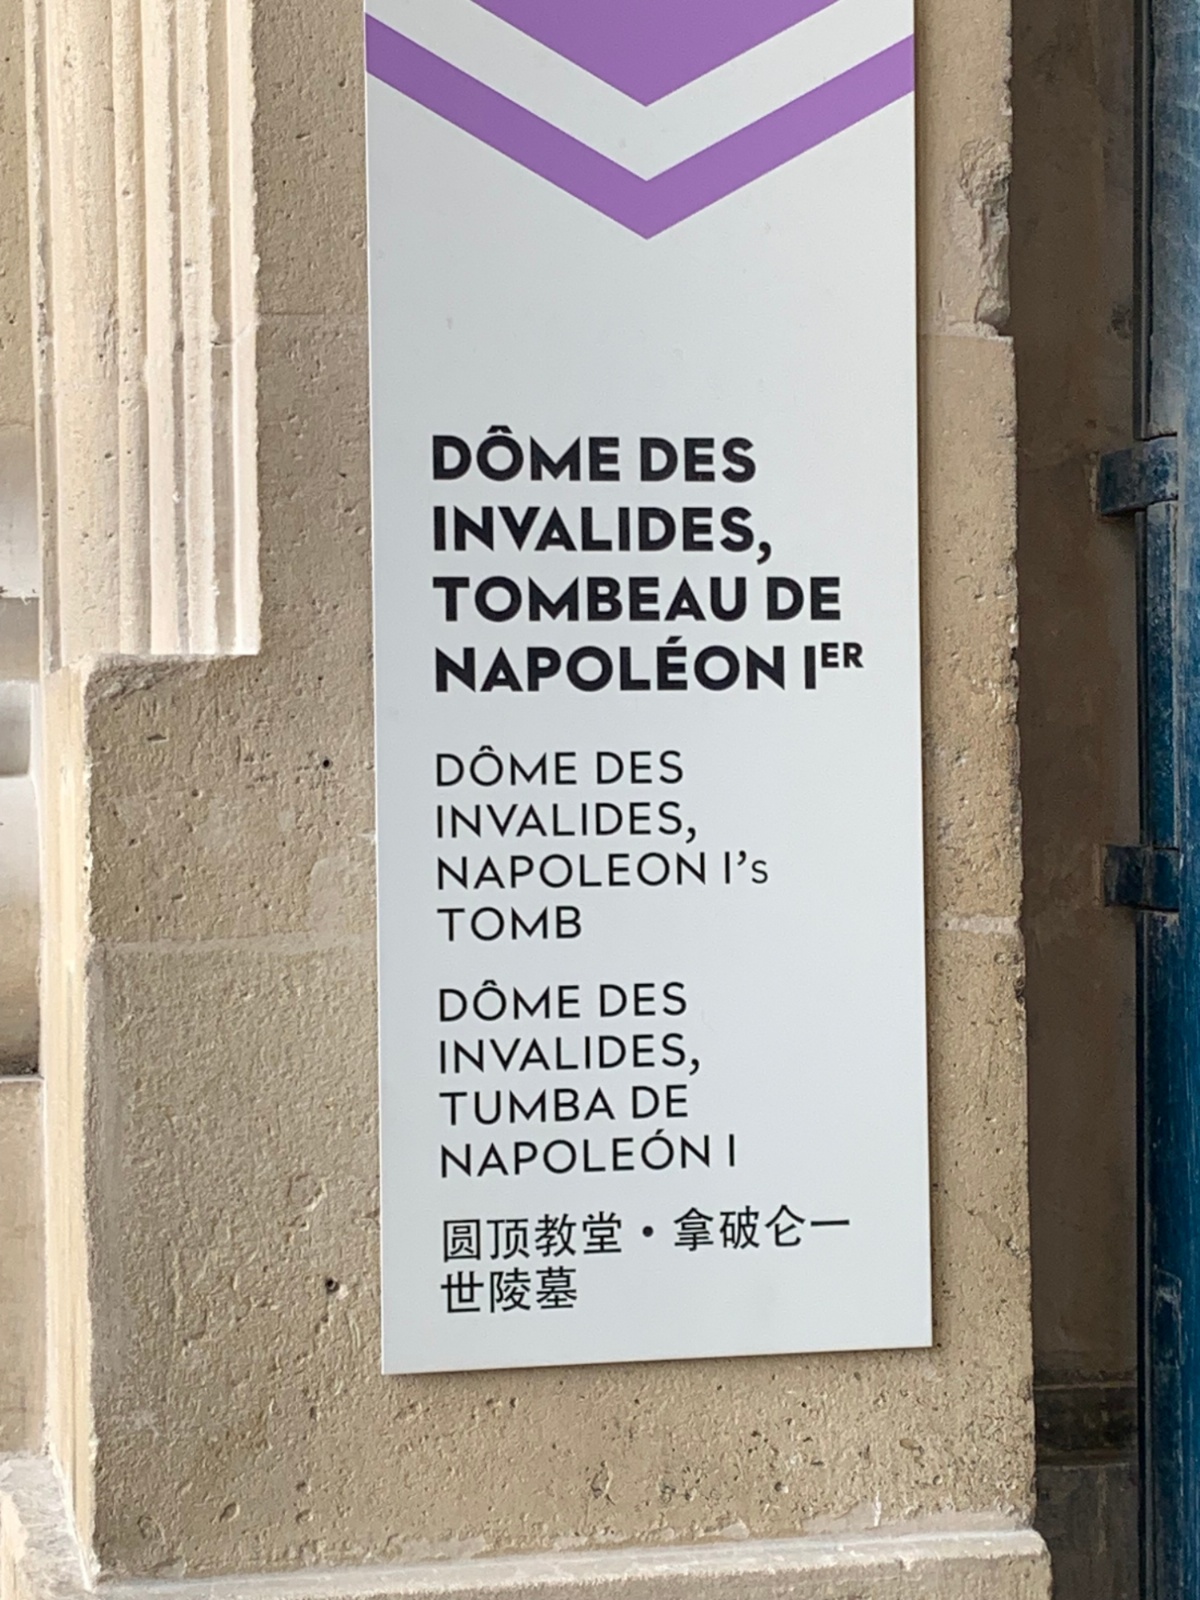 DÔME DES
INVALIDES,
TOMBEAU DE
NAPOLÉON IER
DÔME DES
INVALIDES,
NAPOLEON I's
TOMB
DÔME DES
INVALIDES,
TUMBA DE
NAPOLEÓN I
圆顶教堂·拿破仑一
世陵墓